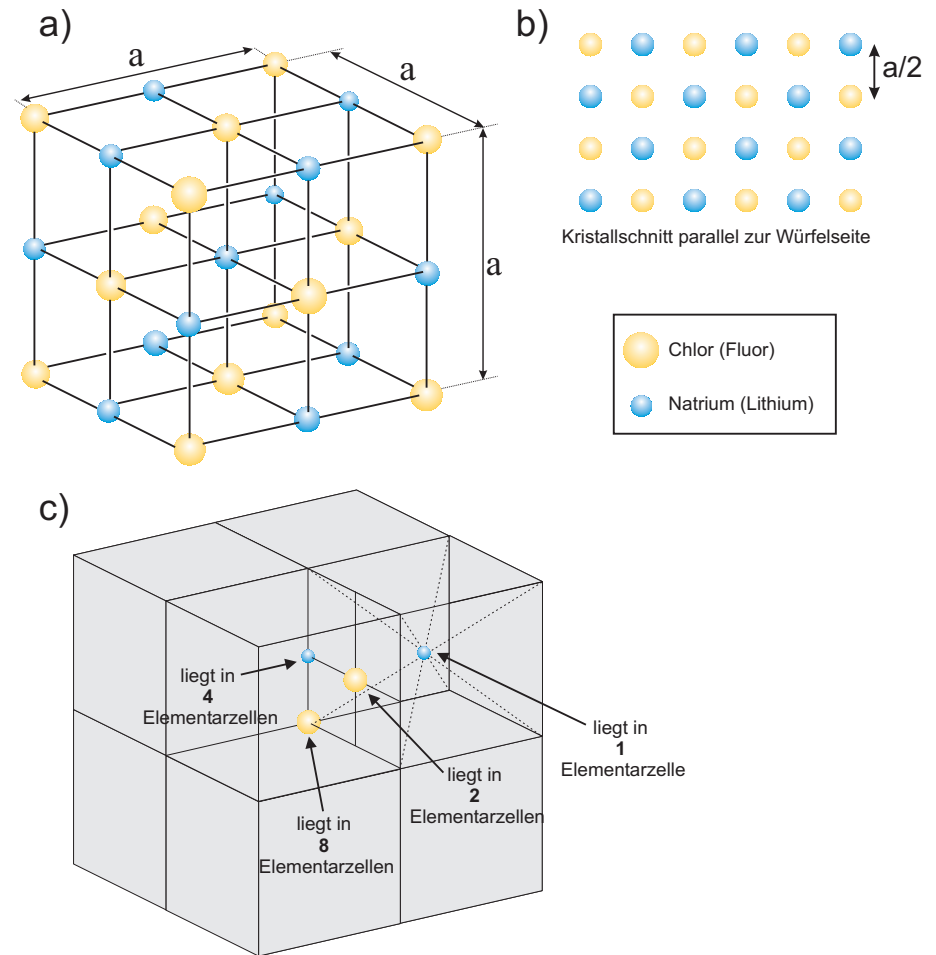 a)
a
a
a
b)
a/2
Kristallschnitt parallel zur Würfelseite
Chlor (Fluor)
Natrium (Lithium)
c)
liegt in
4
Elementarzellen
liegt in
8
Elementarzellen
liegt in
2
Elementarzellen
liegt in
1
Elementarzelle